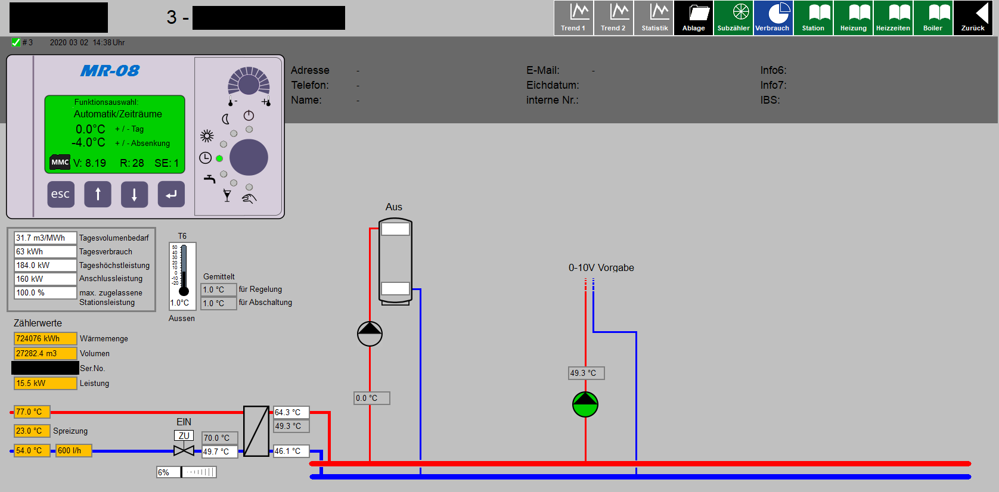 3 -
Trend 1
Trend 2
Statistik
Ablage
Subzähler
Verbrauch
Station
Heizung
Heizzeiten
Boiler
Zurück
# 3
2020 03 02 14:38 Uhr
MR-08
Funktionsauswahl:
Automatik/Zeiträume
0.0°C + / - Tag
-4.0°C + / - Absenkung
MMC V: 8.19 R: 28 SE: 1
esc
- +
Adresse -
Telefon: -
Name: -
E-Mail: -
Eichdatum:
interne Nr.:
Info6:
Info7:
IBS:
31.7 m3/MWh Tagesvolumenbedarf
63 kWh Tagesverbrauch
184.0 kW Tageshöchstleistung
160 kW Anschlussleistung
100.0 % max. zugelassene
Stationsleistung
T6
50
40
30
20
10
0
-10
-20
1.0°C
Aussen
Gemittelt
1.0 °C für Regelung
1.0 °C für Abschaltung
Zählerwerte
724076 kWh Wärmemenge
27282.4 m3 Volumen
Ser.No.
15.5 kW Leistung
77.0 °C
23.0 °C Spreizung
54.0 °C 600 l/h
EIN
ZU
70.0 °C
49.7 °C
6%
64.3 °C
49.3 °C
46.1 °C
Aus
0.0 °C
0-10V Vorgabe
49.3 °C